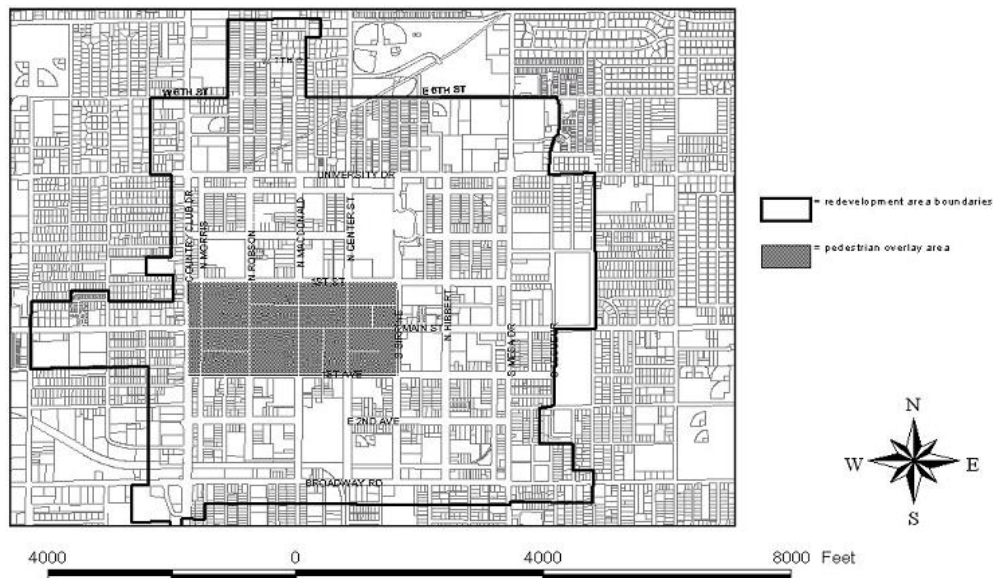 W 6TH ST
E 6TH ST
UNIVERSITY DR
COUNTRY CLUB DR
N MORRIS
N ROBSON
N MACDONALD
N CENTER ST
1ST ST
MAIN ST
N HIBBERT
S MESA DR
1ST AVE
E 2ND AVE
BROADWAY RD
= redevelopment area boundaries
= pedestrian overlay area
N
W E
S
4000 0 4000 8000 Feet